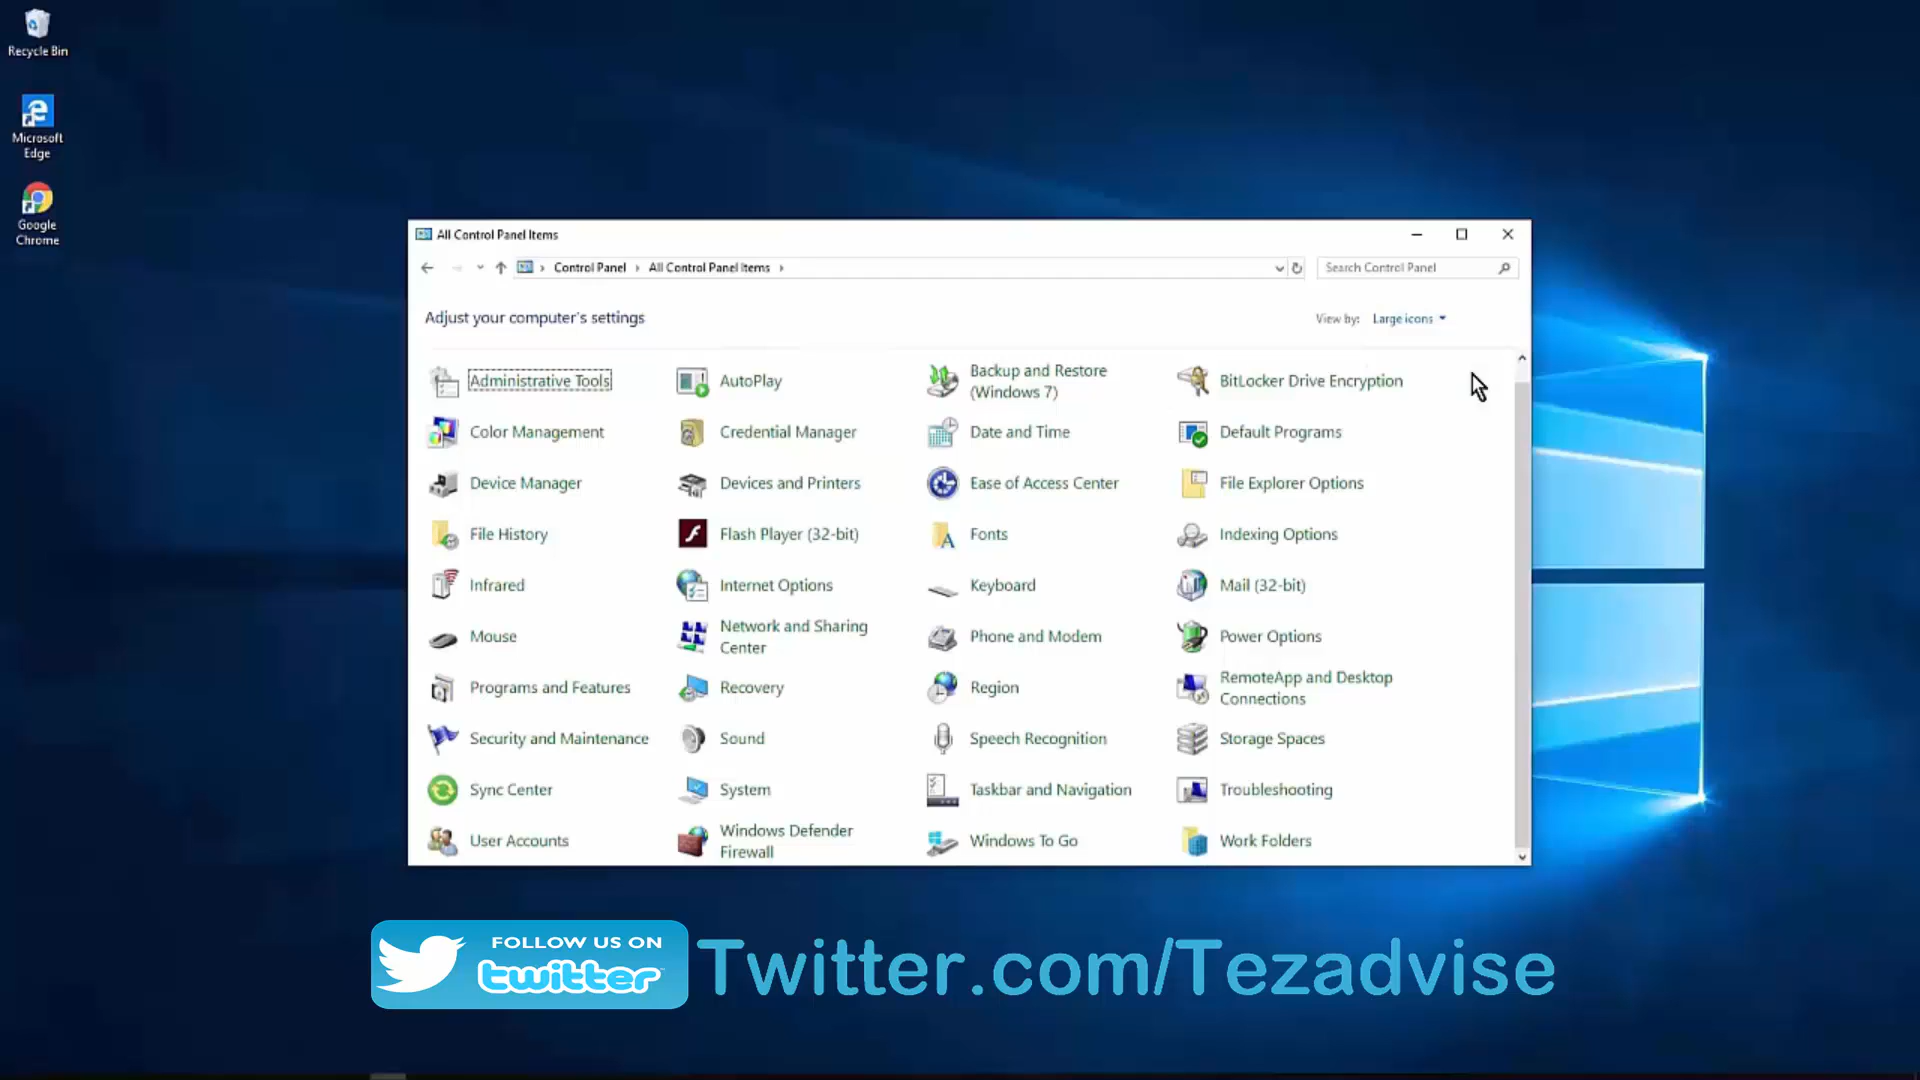 Recycle Bin
Microsoft
Edge
Google
Chrome
All Control Panel Items
Control Panel
All Control Panel Items
Search Control Panel
Adjust your computer's settings
View by: Large icons
Administrative Tools
AutoPlay
Backup and Restore
(Windows 7)
BitLocker Drive Encryption
Color Management
Credential Manager
Date and Time
Default Programs
Device Manager
Devices and Printers
Ease of Access Center
File Explorer Options
File History
Flash Player (32-bit)
Fonts
Indexing Options
Infrared
Internet Options
Keyboard
Mail (32-bit)
Mouse
Network and Sharing
Center
Phone and Modem
Power Options
Programs and Features
Recovery
Region
RemoteApp and Desktop
Connections
Security and Maintenance
Sound
Speech Recognition
Storage Spaces
Sync Center
System
Taskbar and Navigation
Troubleshooting
User Accounts
Windows Defender
Firewall
Windows To Go
Work Folders
FOLLOW US ON
twitter
Twitter.com/Tezadvise